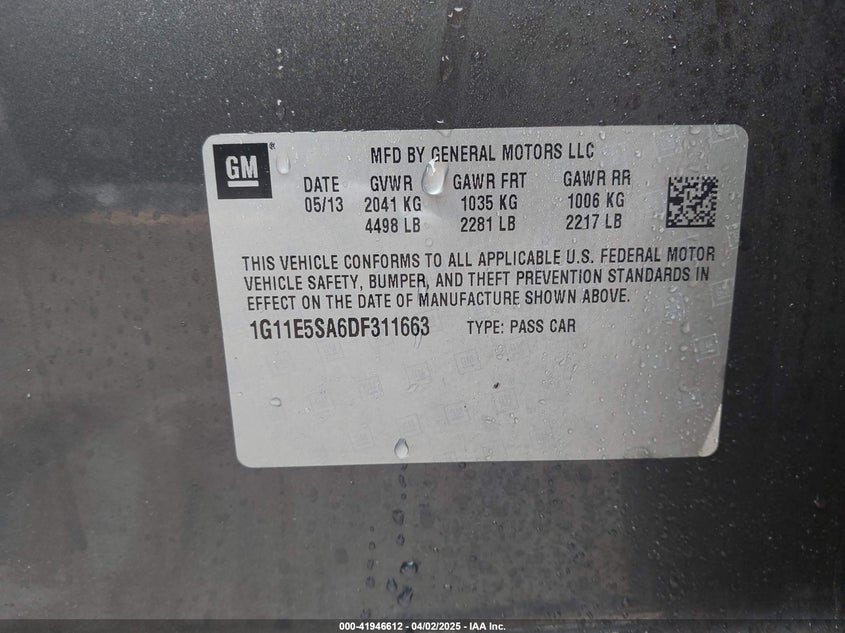 GM®
MFD BY GENERAL MOTORS LLC
DATE GVWR GAWR FRT GAWR RR
05/13 2041 KG 1035 KG 1006 KG
4498 LB 2281 LB 2217 LB
THIS VEHICLE CONFORMS TO ALL APPLICABLE U.S. FEDERAL MOTOR
VEHICLE SAFETY, BUMPER, AND THEFT PREVENTION STANDARDS IN
EFFECT ON THE DATE OF MANUFACTURE SHOWN ABOVE.
1G11E5SA6DF311663 TYPE: PASS CAR
000-41946612 - 04/02/2025 - IAA Inc.